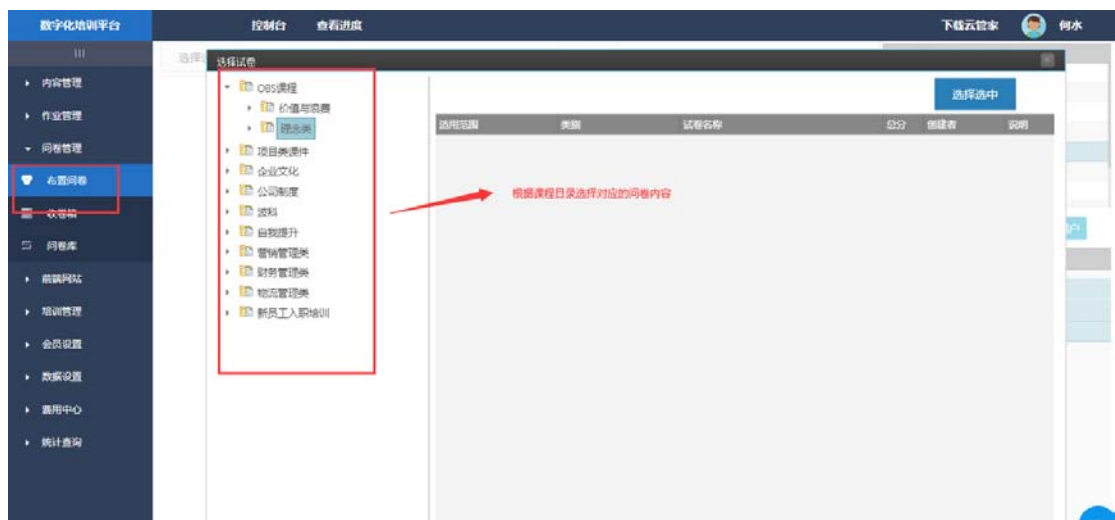 数字化培训平台
控制台
查看进度
下载云管家
何水
内容管理
作业管理
问卷管理
布置问卷
收卷箱
问卷库
前端网站
培训管理
会员设置
数据设置
费用中心
统计查询
选择试卷
OBS课程
理念类
项目类课件
企业文化
公司制度
自我提升
营销管理类
财务管理类
物流管理类
新员工入职培训
选择选中
适用范围
类别
试卷名称
总分
创建者
说明
根据课程目录选择对应的问卷内容